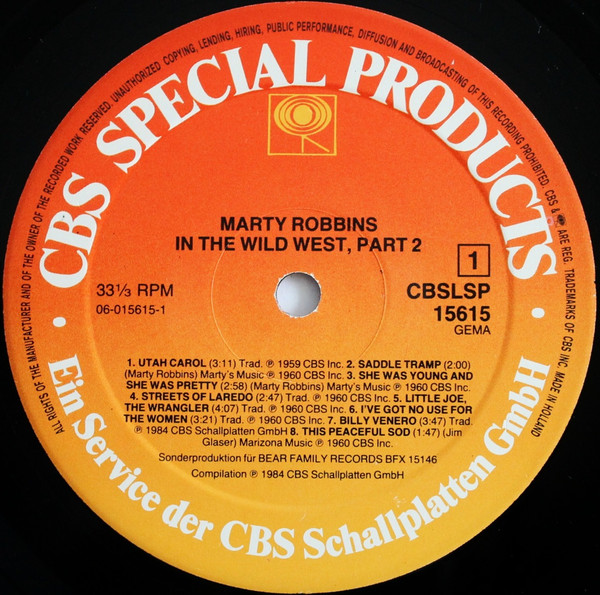 ALL RIGHTS OF THE MANUFACTURER AND OF THE OWNER OF THE RECORDED WORK RESERVED. UNAUTHORIZED COPYING, LENDING, HIRING, PUBLIC PERFORMANCE, DIFFUSION AND BROADCASTING OF THIS RECORDING PROHIBITED. CBS & ARE REG. TRADEMARKS OF CBS INC. MADE IN HOLLAND
CBS SPECIAL PRODUCTS
MARTY ROBBINS
IN THE WILD WEST, PART 2
1
33⅓ RPM
06-015615-1
CBSLSP
15615
GEMA
1. UTAH CAROL (3:11) Trad. ℗ 1959 CBS Inc. 2. SADDLE TRAMP (2:00)
(Marty Robbins) Marty's Music ℗ 1960 CBS Inc. 3. SHE WAS YOUNG AND
SHE WAS PRETTY (2:58) (Marty Robbins) Marty's Music ℗ 1960 CBS Inc.
4. STREETS OF LAREDO (2:47) Trad. ℗ 1960 CBS Inc. 5. LITTLE JOE,
THE WRANGLER (4:07) Trad. ℗ 1960 CBS Inc. 6. I'VE GOT NO USE FOR
THE WOMEN (3:21) Trad. ℗ 1960 CBS Inc. 7. BILLY VENERO (3:47) Trad.
℗ 1984 CBS Schallplatten GmbH 8. THIS PEACEFUL SOD (1:47) (Jim
Glaser) Marizona Music ℗ 1960 CBS Inc.
Sonderproduktion für BEAR FAMILY RECORDS BFX 15146
Compilation ℗ 1984 CBS Schallplatten GmbH
Ein Service der CBS Schallplatten GmbH